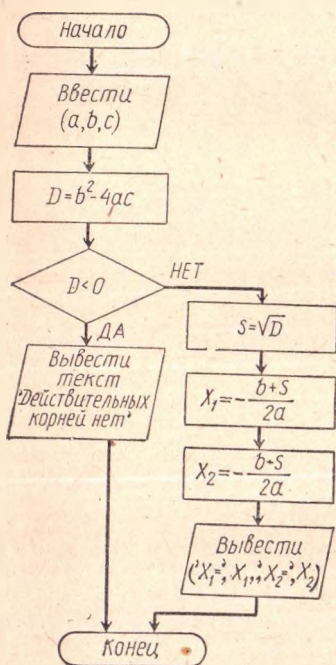 Начало
Ввести
(a,b,c)
D=b²-4ac
D<0
НЕТ
ДА
S=√D
Вывести
текст
'Действительных
корней нет'
X₁=-b+S/2a
X₂=-b+S/2a
Вывести
('X₁=', X₁, 'X₂=', X₂)
Конец